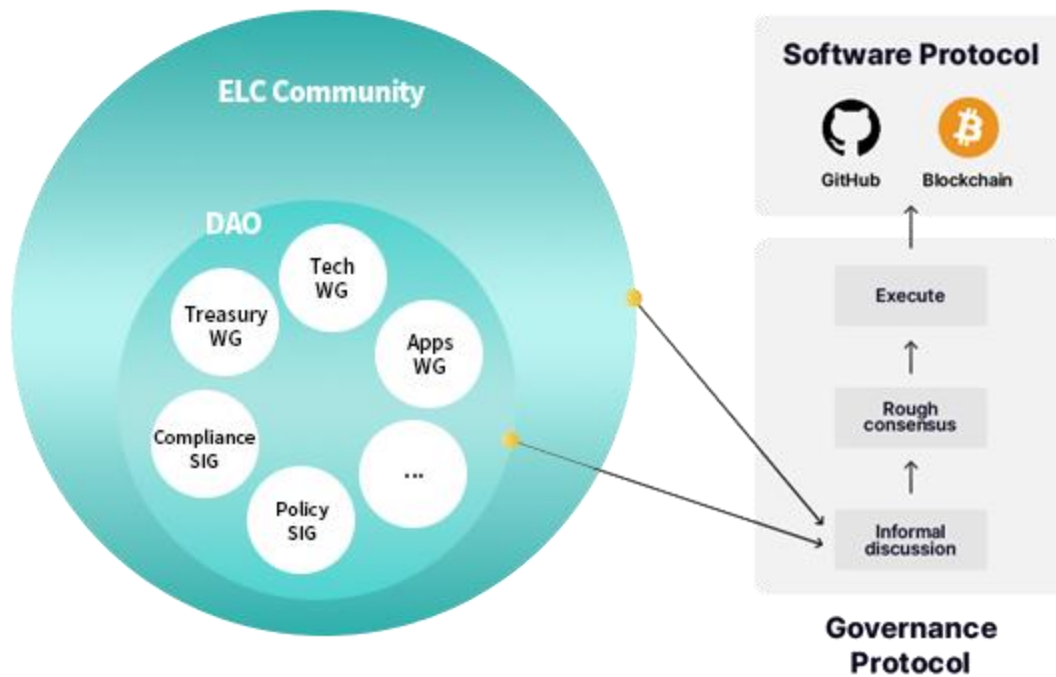 ELC Community
DAO
Tech
WG
Treasury
WG
Apps
WG
Compliance
SIG
...
Policy
SIG
Software Protocol
GitHub
Blockchain
Execute
Rough
consensus
Informal
discussion
Governance
Protocol